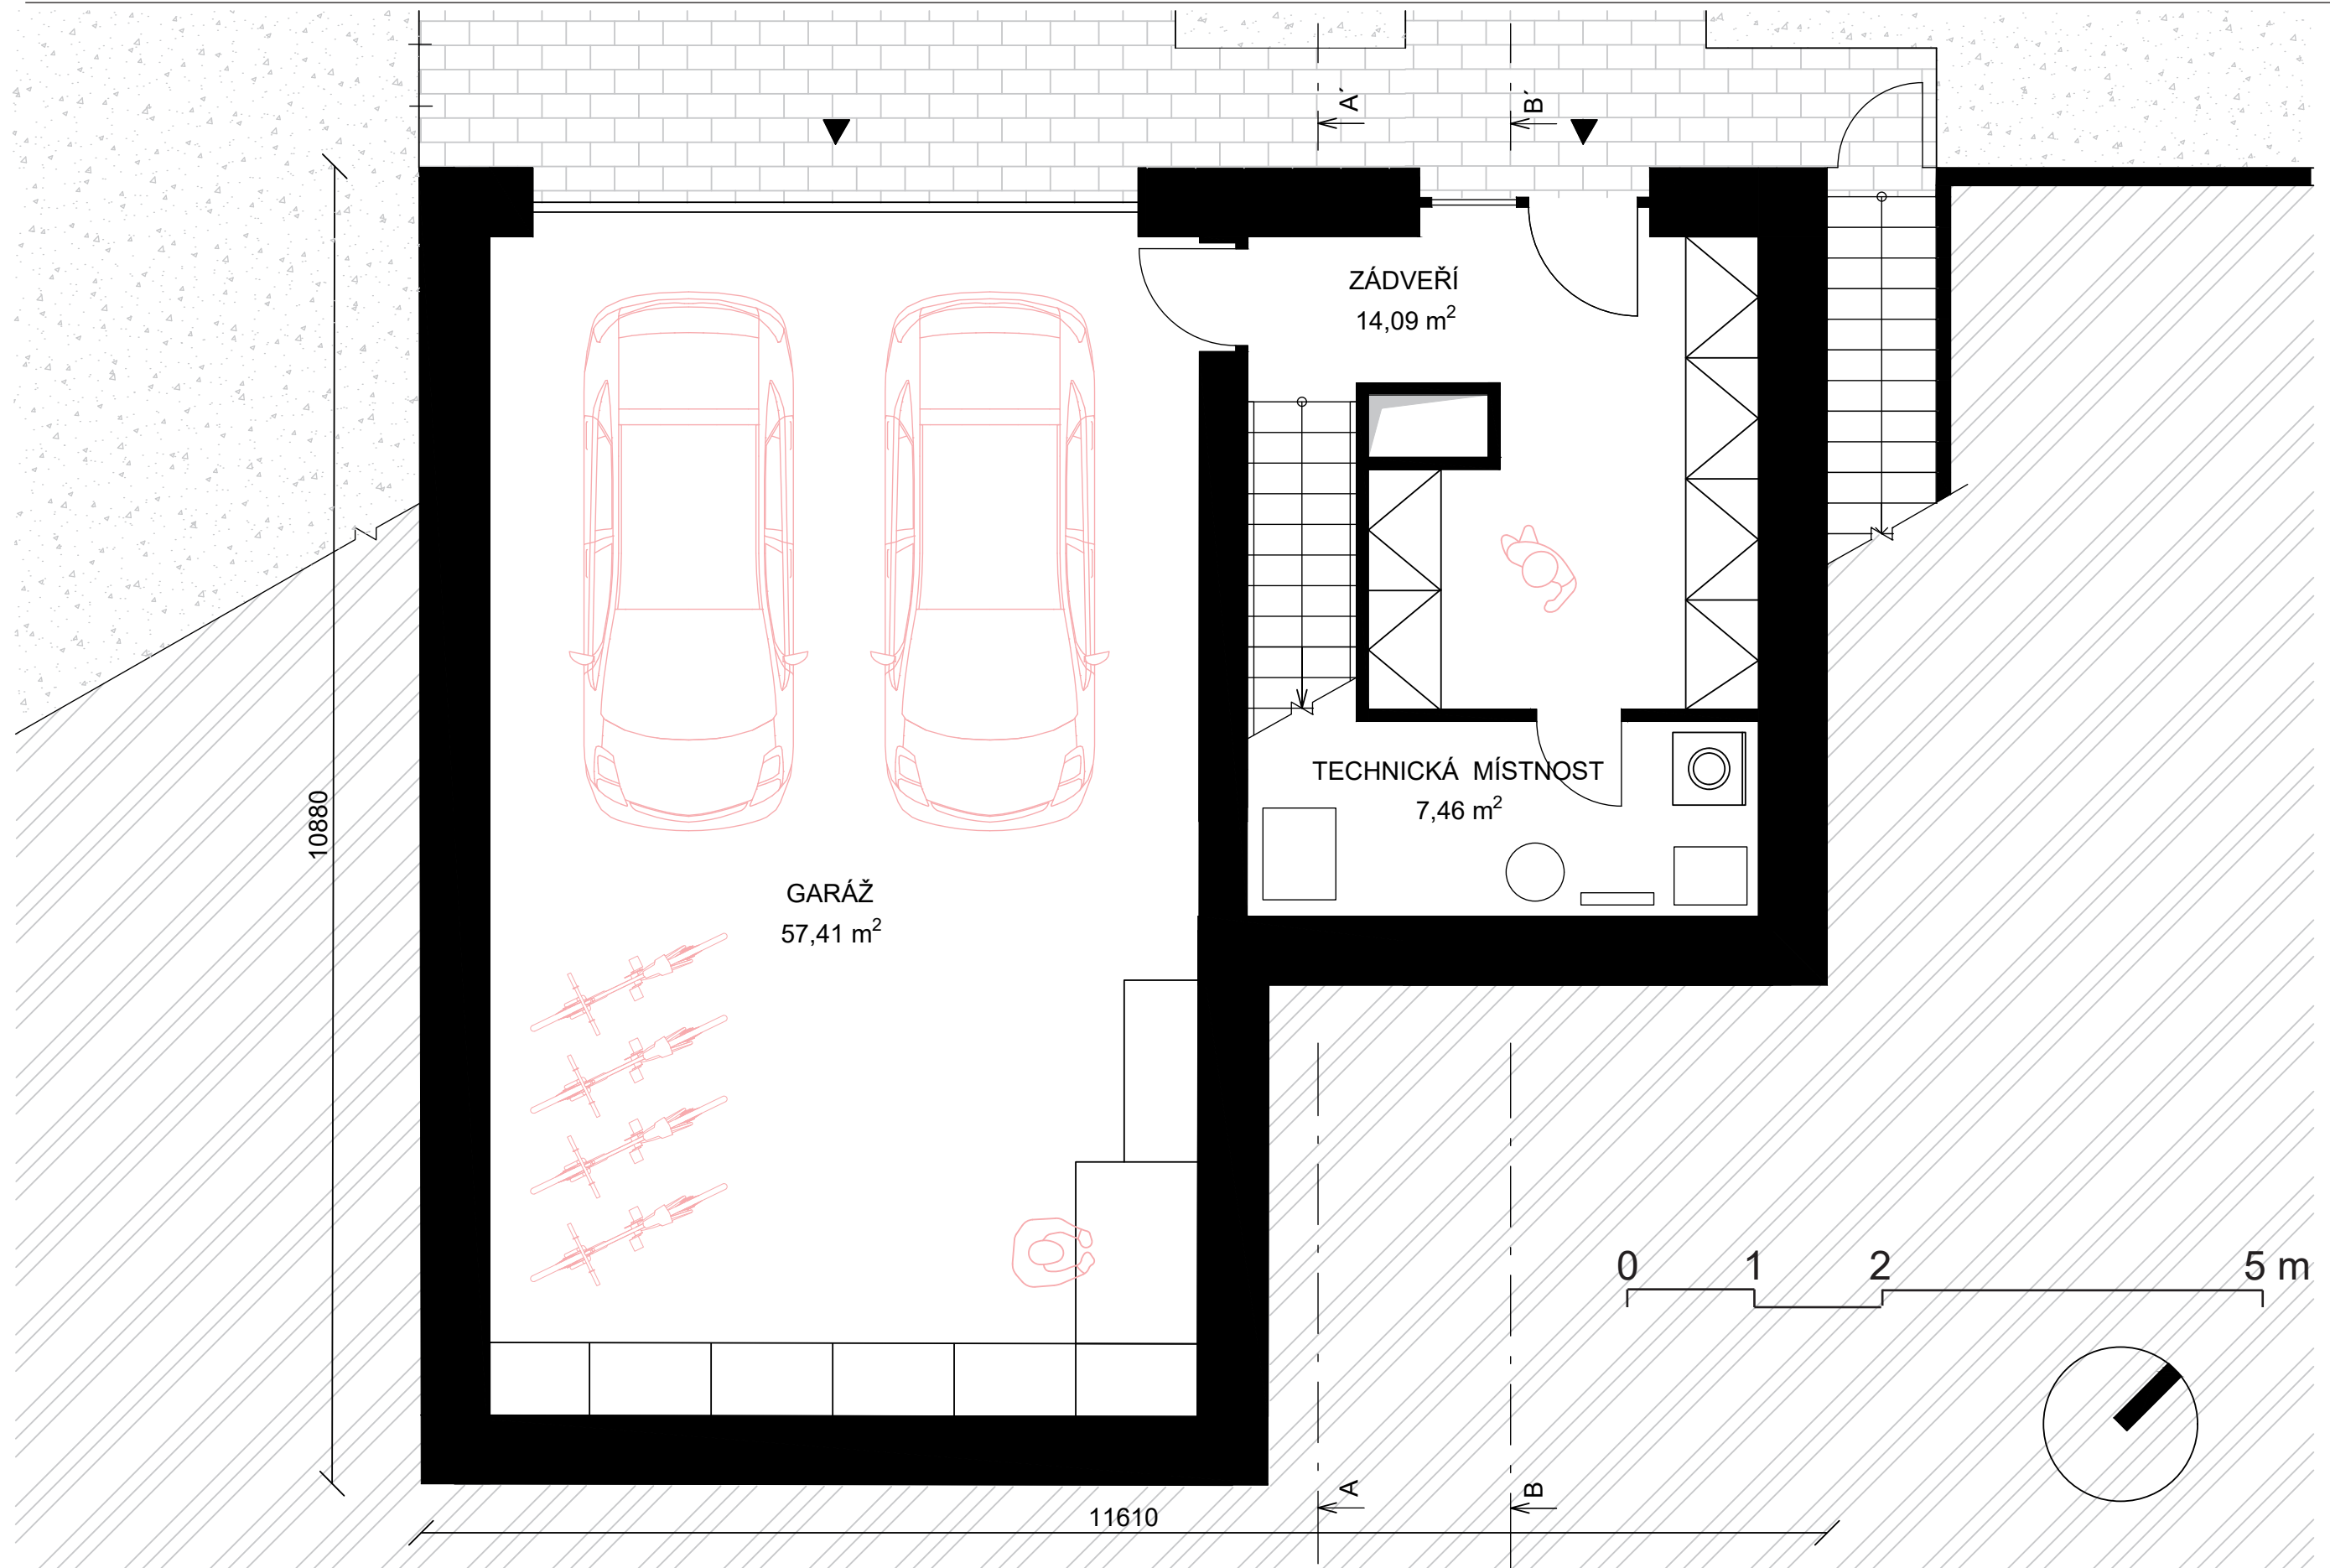 A´
B´
ZÁDVEŘÍ
14,09 m²
TECHNICKÁ MÍSTNOST
7,46 m²
10880
GARÁŽ
57,41 m²
0 1 2 5 m
A
B
11610